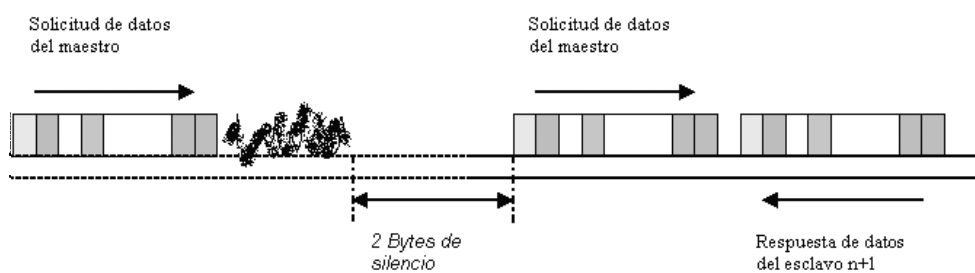 Solicitud de datos
del maestro
Solicitud de datos
del maestro
2 Bytes de
silencio
Respuesta de datos
del esclavo n+1